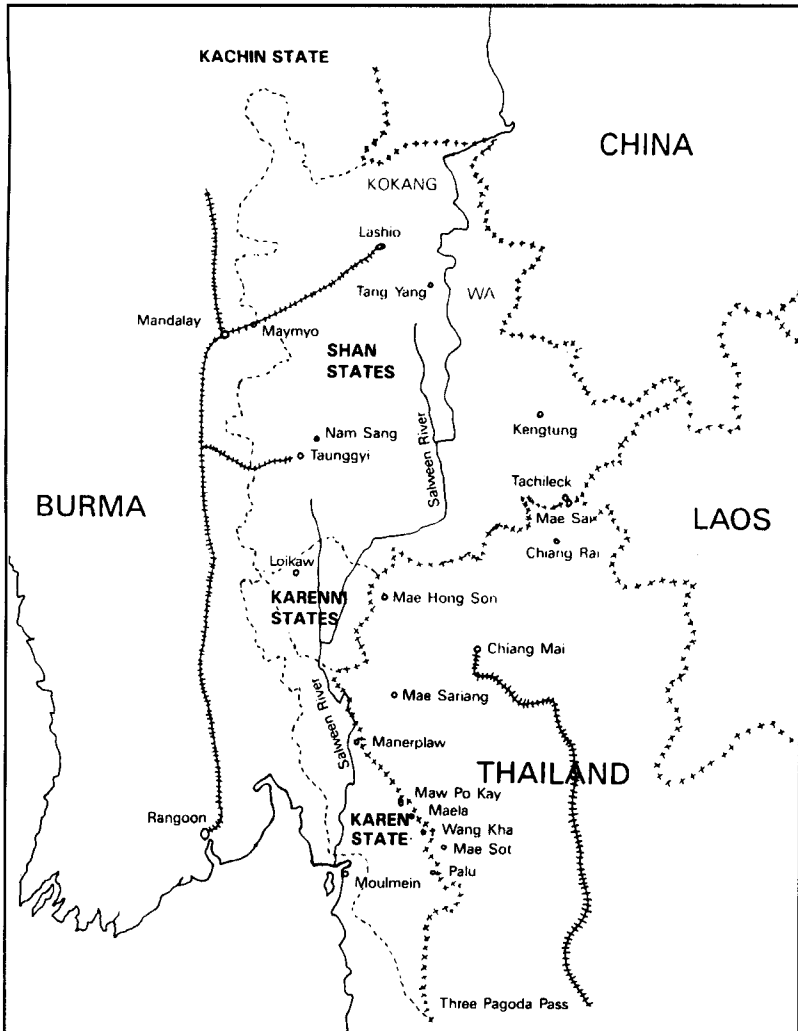 KACHIN STATE
CHINA
KOKANG
Lashio
Tang Yang
WA
Mandalay
Maymyo
SHAN
STATES
Nam Sang
Taunggyi
Salween River
Kengtung
BURMA
Tachileck
Mae Sai
LAOS
Chiang Rai
Loikaw
KARENNI
STATES
Mae Hong Son
Chiang Mai
Mae Sariang
Salween River
Manerplaw
THAILAND
Maw Po Kay
Maela
Rangoon
KAREN
STATE
Wang Kha
Mae Sot
Moulmein
Palu
Three Pagoda Pass